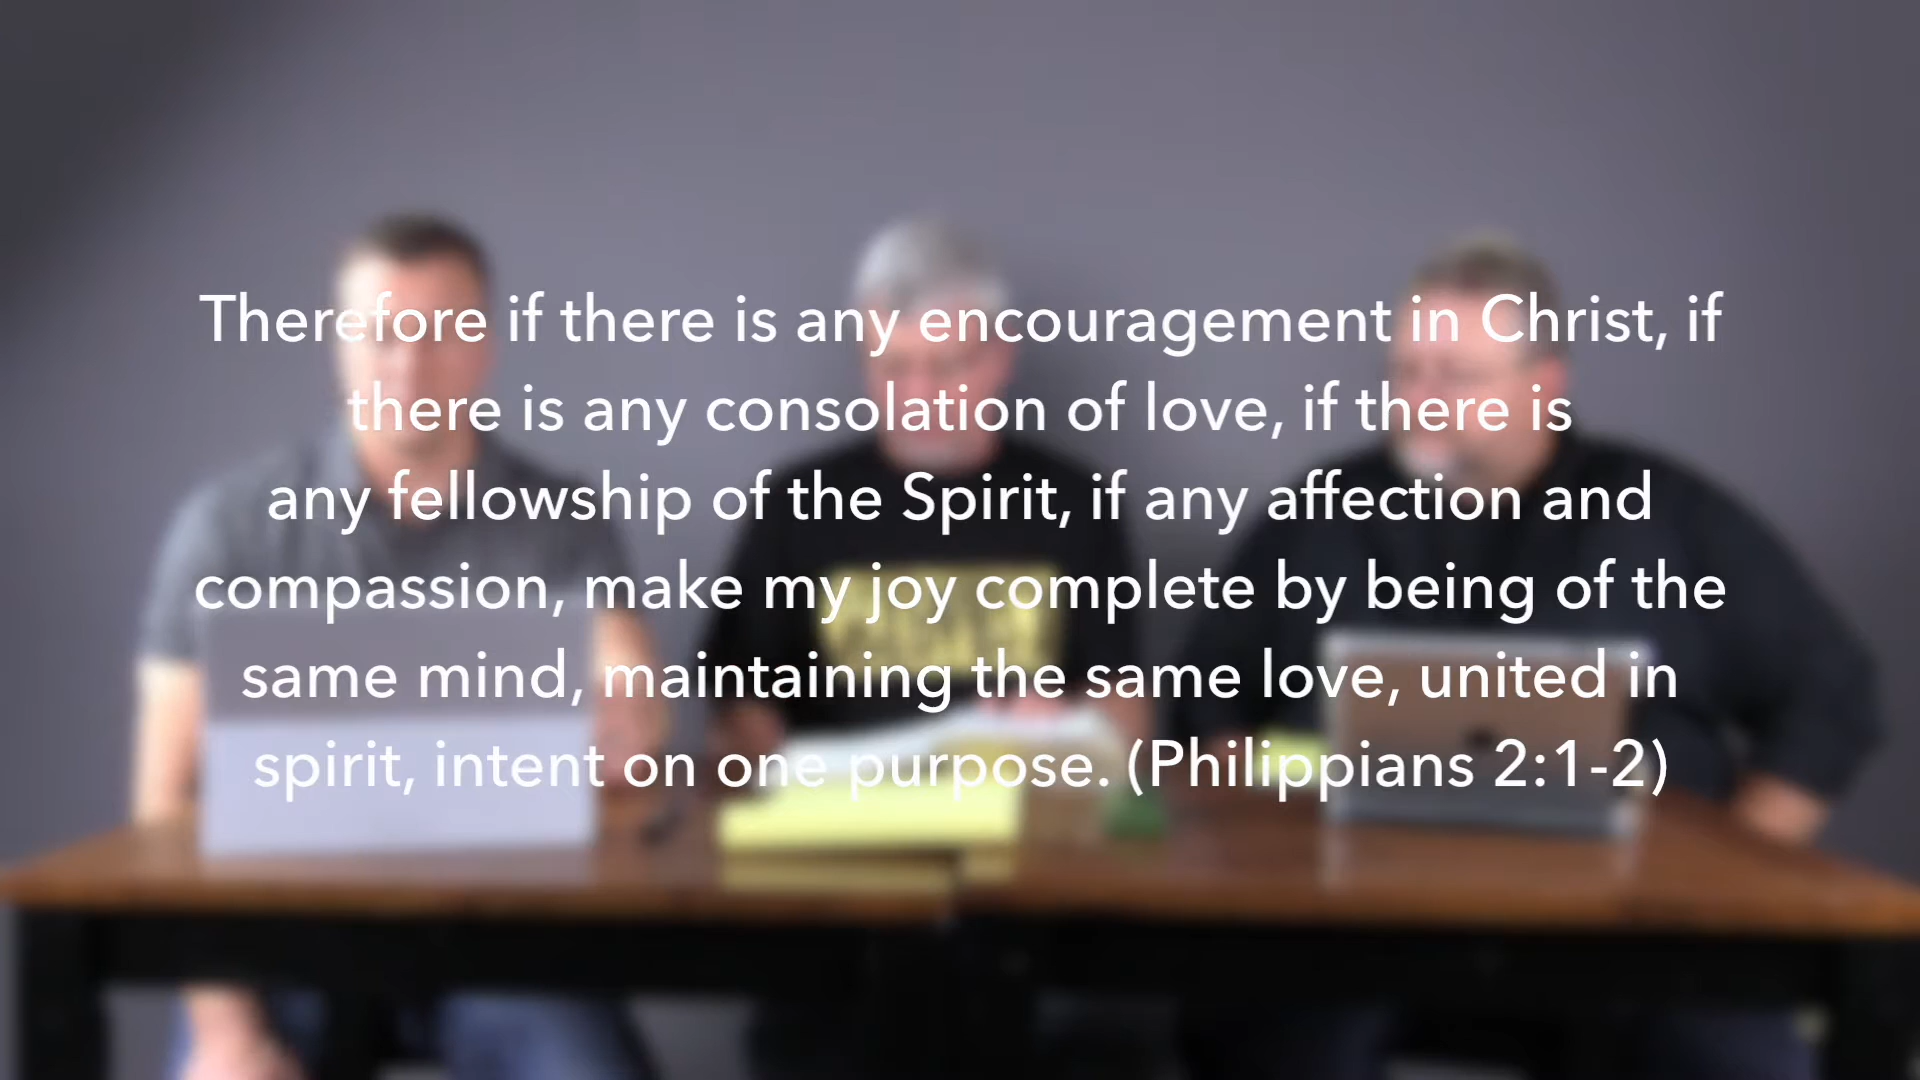 Therefore if there is any encouragement in Christ, if
there is any consolation of love, if there is
any fellowship of the Spirit, if any affection and
compassion, make my joy complete by being of the
same mind, maintaining the same love, united in
spirit, intent on one purpose. (Philippians 2:1-2)